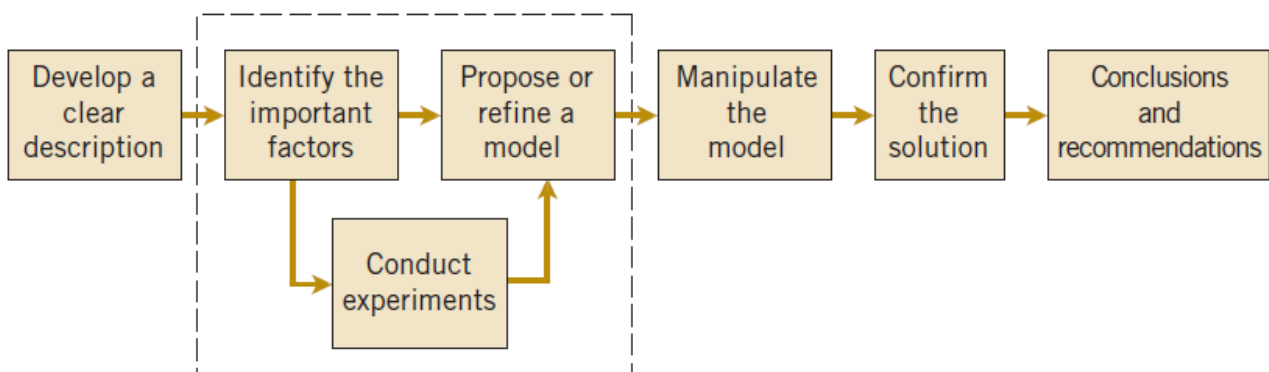 Develop a
clear
description
Identify the
important
factors
Propose or
refine a
model
Manipulate
the
model
Confirm
the
solution
Conclusions
and
recommendations
Conduct
experiments